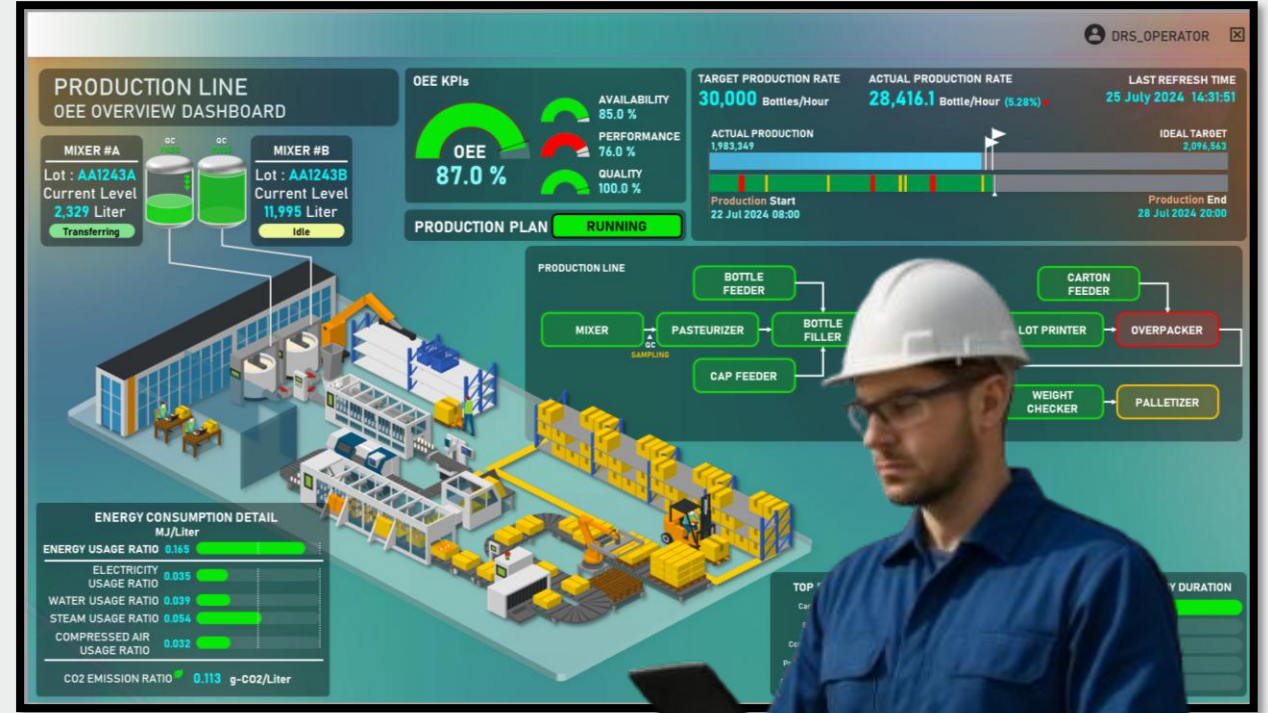 DRS_OPERATOR
PRODUCTION LINE
OEE OVERVIEW DASHBOARD
MIXER #A
Lot : AA1243A
Current Level
2,329 Liter
Transferring
QC
PASS
QC
PASS
MIXER #B
Lot : AA1243B
Current Level
11,995 Liter
Idle
OEE KPIs
OEE
87.0 %
AVAILABILITY
85.0 %
PERFORMANCE
76.0 %
QUALITY
100.0 %
PRODUCTION PLAN
RUNNING
TARGET PRODUCTION RATE
30,000 Bottles/Hour
ACTUAL PRODUCTION RATE
28,416.1 Bottle/Hour (5.28%)
LAST REFRESH TIME
25 July 2024 14:31:51
ACTUAL PRODUCTION
1,983,349
IDEAL TARGET
2,096,563
Production Start
22 Jul 2024 08:00
Production End
28 Jul 2024 20:00
PRODUCTION LINE
BOTTLE
FEEDER
CARTON
FEEDER
MIXER
QC
SAMPLING
PASTEURIZER
BOTTLE
FILLER
LOT PRINTER
OVERPACKER
CAP FEEDER
WEIGHT
CHECKER
PALLETIZER
ENERGY CONSUMPTION DETAIL
MJ/Liter
ENERGY USAGE RATIO 0.165
ELECTRICITY
USAGE RATIO 0.035
WATER USAGE RATIO 0.039
STEAM USAGE RATIO 0.054
COMPRESSED AIR
USAGE RATIO 0.032
CO2 EMISSION RATIO 0.113 g-CO2/Liter
TOP
DURATION